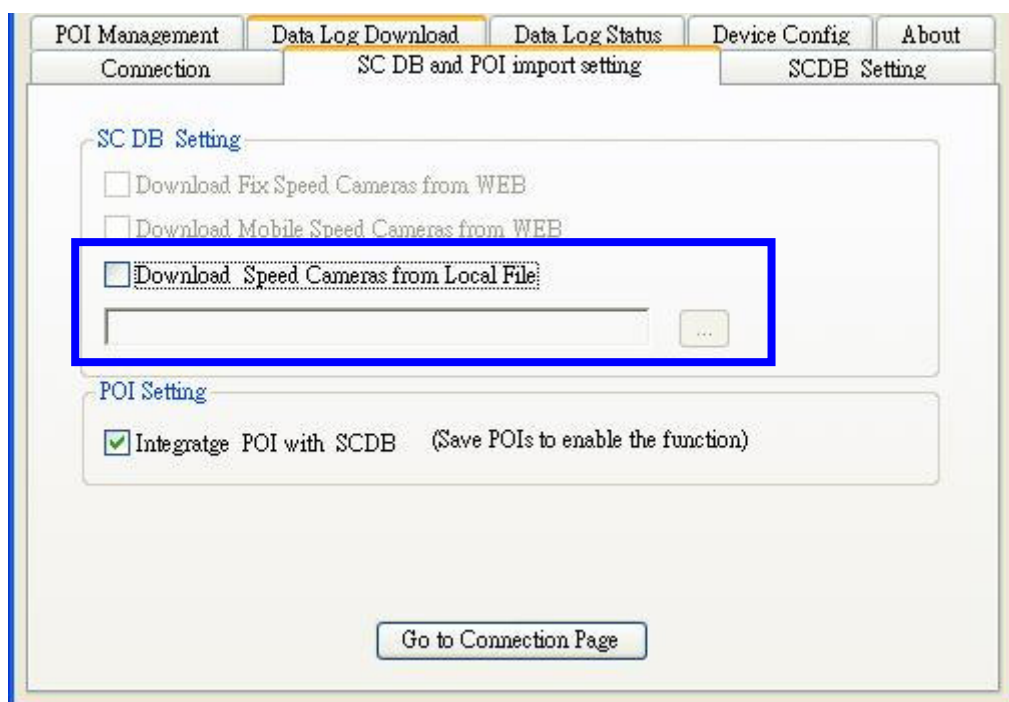 POI Management Data Log Download Data Log Status Device Config About
Connection SC DB and POI import setting SCDB Setting
SC DB Setting
Download Fix Speed Cameras from WEB
Download Mobile Speed Cameras from WEB
Download Speed Cameras from Local File
...
POI Setting
Integratge POI with SCDB (Save POIs to enable the function)
Go to Connection Page